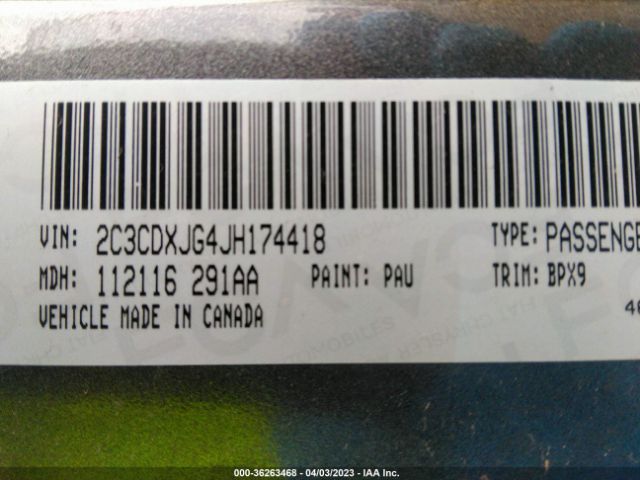 VIN: 2C3CDXJG4JH174418 TYPE: PASSENGE
MDH: 112116 291AA PAINT: PAU TRIM: BPX9
VEHICLE MADE IN CANADA 48
000-36263468 - 04/03/2023 - IAA Inc.